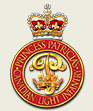 PRINCESS PATRICIA'S
CANADIAN LIGHT INFANTRY